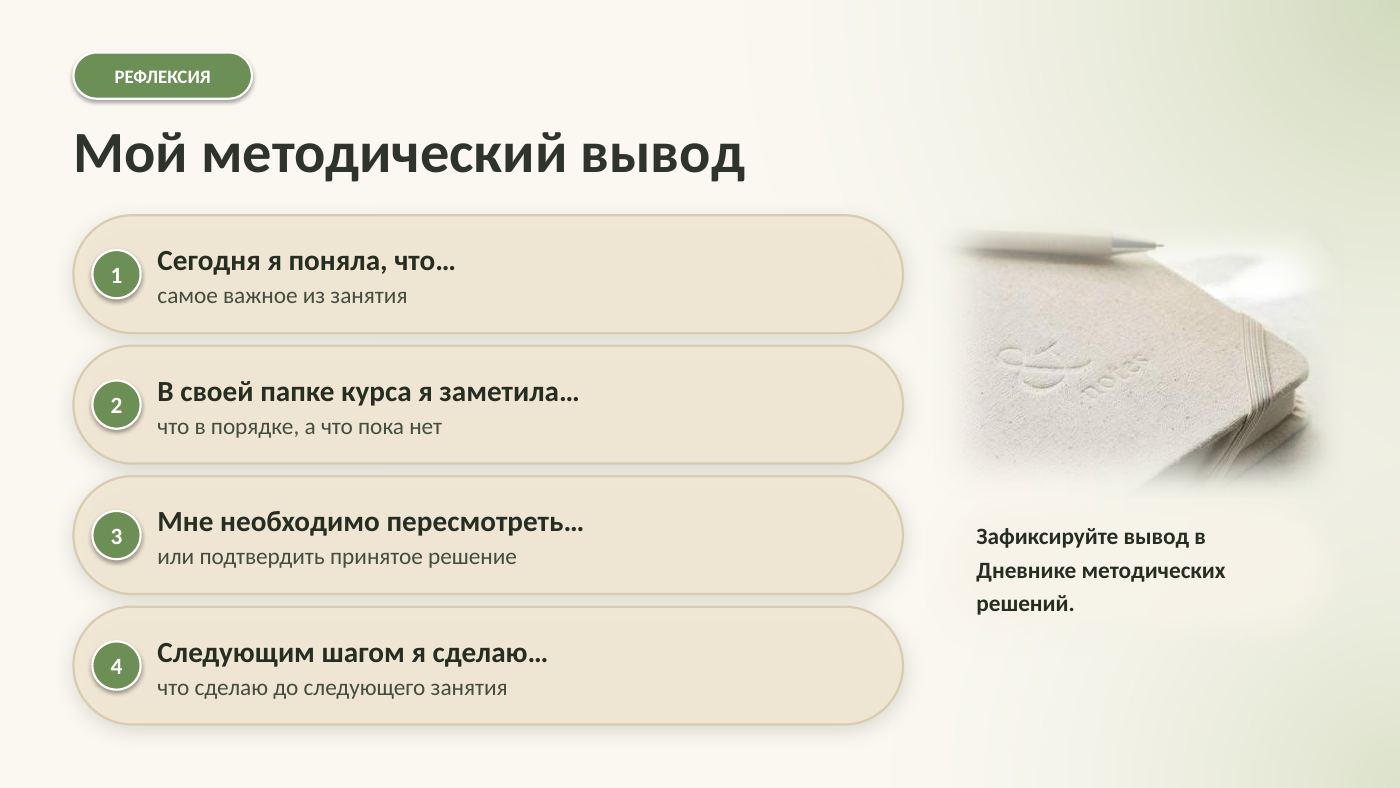 РЕФЛЕКСИЯ
Мой методический вывод
1
Сегодня я поняла, что…
самое важное из занятия
2
В своей папке курса я заметила…
что в порядке, а что пока нет
3
Мне необходимо пересмотреть…
или подтвердить принятое решение
4
Следующим шагом я сделаю…
что сделаю до следующего занятия
notes
Зафиксируйте вывод в
Дневнике методических
решений.